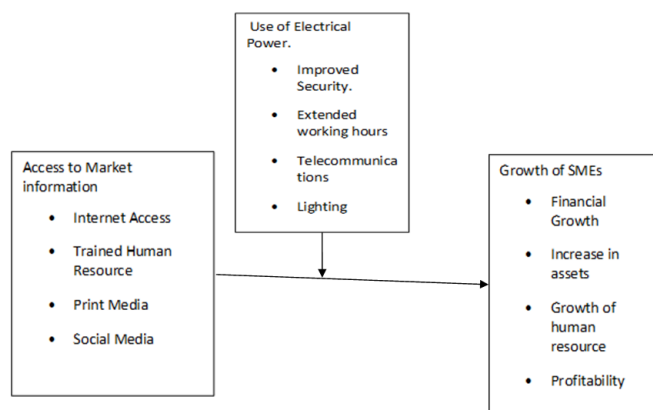 Use of Electrical
Power.
• Improved
Security.
• Extended
working hours
• Telecommunica
tions
• Lighting
Access to Market
information
• Internet Access
• Trained Human
Resource
• Print Media
• Social Media
Growth of SMEs
• Financial
Growth
• Increase in
assets
• Growth of
human
resource
• Profitability